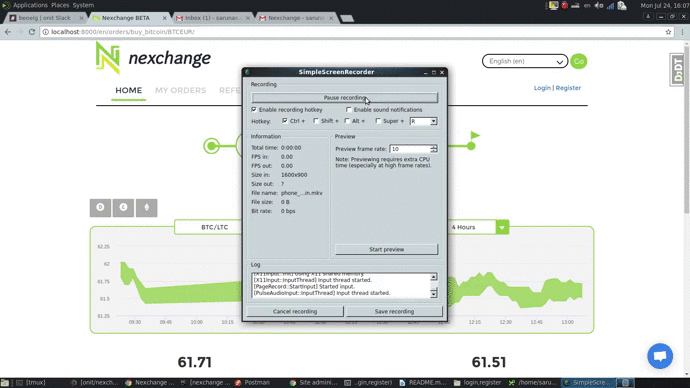 Applications Places System
Mon Jul 24, 16:07
benoelg | onit Slack
Nexchange BETA
Inbox (1) - sarunas
Nexchange - sarunas
localhost:8000/en/orders/buy_bitcoin/BTCEUR/
nexchange
English (en)
Go
HOME
MY ORDERS
Login | Register
DjDT
SimpleScreenRecorder
Recording
Pause recording
Enable recording hotkey
Enable sound notifications
Hotkey: Ctrl + Shift + Alt + Super + R
Information
Total time: 0:00:00
FPS in: 0.00
FPS out: 0.00
Size in: 1600x900
Size out: ?
File name: phone_...in.mkv
File size: 0 B
Bit rate: 0 bps
Preview
Preview frame rate: 10
Note: Previewing requires extra CPU
time (especially at high frame rates).
Start preview
Log
[X11Input::Init] Using X11 shared memory.
[X11Input::InputThread] Input thread started.
[PageRecord::StartInput] Started input.
[PulseAudioInput::InputThread] Input thread started.
Cancel recording
Save recording
BTC/LTC
4 Hours
62.25
62
61.75
61.5
61.25
09:30
09:45
10:00
10:15
12:15
12:30
12:45
13:00
61.71
61.51
[tmux]
[onit/nexch
Nexchange ...
[nexchange ...
Postman
Site admini...
...gin,register)
README.m...
login,register
/home/saru...
SimpleScre...